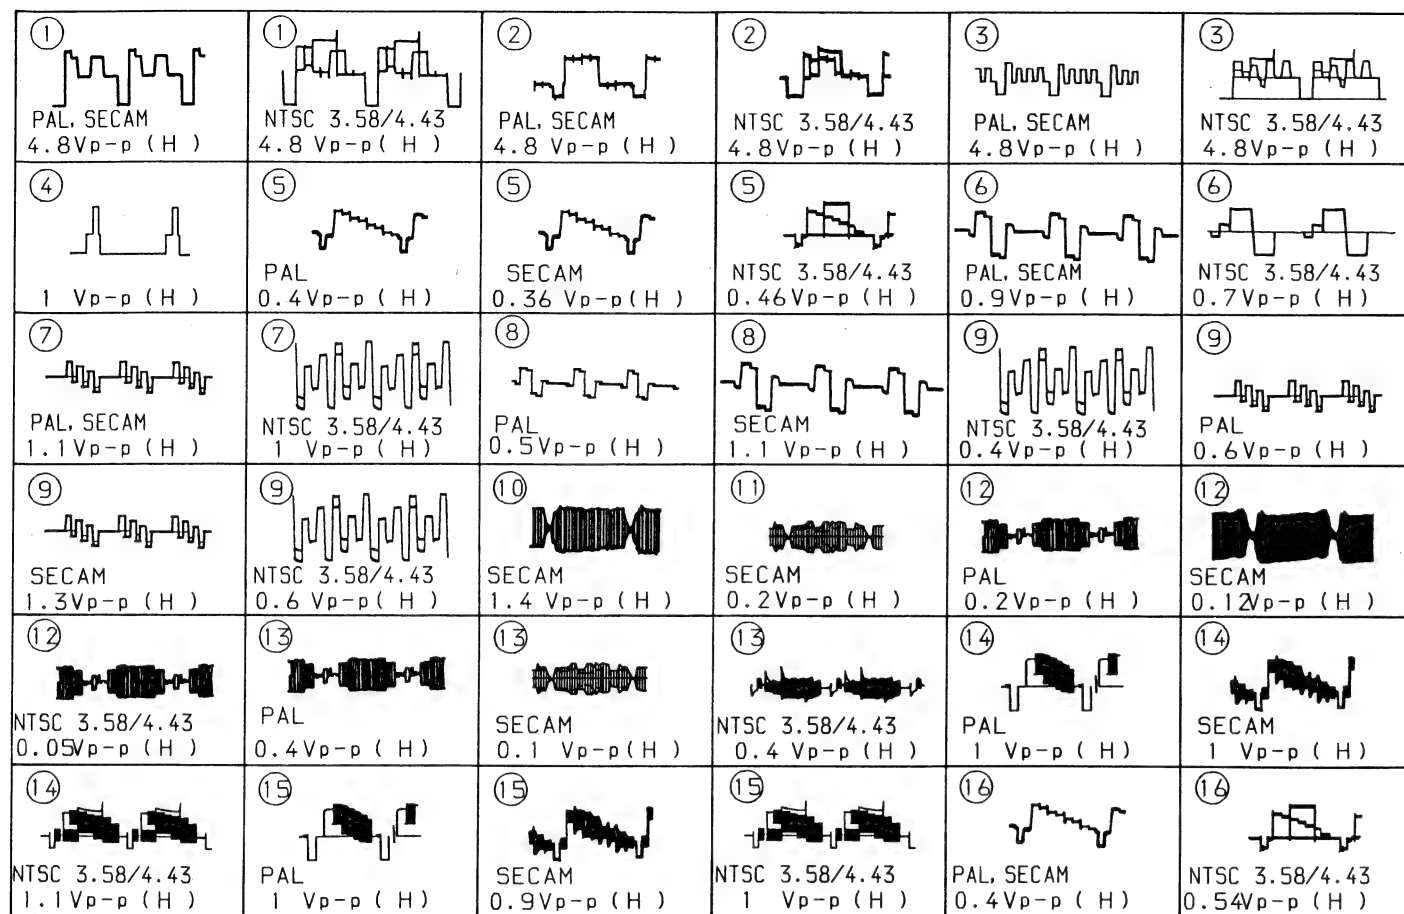 ①
PAL, SECAM
4.8Vp-p (H)
①
NTSC 3.58/4.43
4.8 Vp-p (H)
②
PAL, SECAM
4.8Vp-p (H)
②
NTSC 3.58/4.43
4.8Vp-p (H)
③
PAL, SECAM
4.8Vp-p (H)
③
NTSC 3.58/4.43
4.8Vp-p (H)
④
1 Vp-p (H)
⑤
PAL
0.4Vp-p (H)
⑤
SECAM
0.36 Vp-p (H)
⑤
NTSC 3.58/4.43
0.46Vp-p (H)
⑥
PAL, SECAM
0.9Vp-p (H)
⑥
NTSC 3.58/4.43
0.7Vp-p (H)
⑦
PAL, SECAM
1.1Vp-p (H)
⑦
NTSC 3.58/4.43
1 Vp-p (H)
⑧
PAL
0.5Vp-p (H)
⑧
SECAM
1.1 Vp-p (H)
⑨
NTSC 3.58/4.43
0.4Vp-p (H)
⑨
PAL
0.6Vp-p (H)
⑨
SECAM
1.3Vp-p (H)
⑨
NTSC 3.58/4.43
0.6 Vp-p (H)
⑩
SECAM
1.4 Vp-p (H)
⑪
SECAM
0.2Vp-p (H)
⑫
PAL
0.2Vp-p (H)
⑫
SECAM
0.12Vp-p (H)
⑫
NTSC 3.58/4.43
0.05Vp-p (H)
⑬
PAL
0.4Vp-p (H)
⑬
SECAM
0.1 Vp-p (H)
⑬
NTSC 3.58/4.43
0.4 Vp-p (H)
⑭
PAL
1 Vp-p (H)
⑭
SECAM
1 Vp-p (H)
⑭
NTSC 3.58/4.43
1.1Vp-p (H)
⑮
PAL
1 Vp-p (H)
⑮
SECAM
0.9Vp-p (H)
⑮
NTSC 3.58/4.43
1 Vp-p (H)
⑯
PAL, SECAM
0.4Vp-p (H)
⑯
NTSC 3.58/4.43
0.54Vp-p (H)